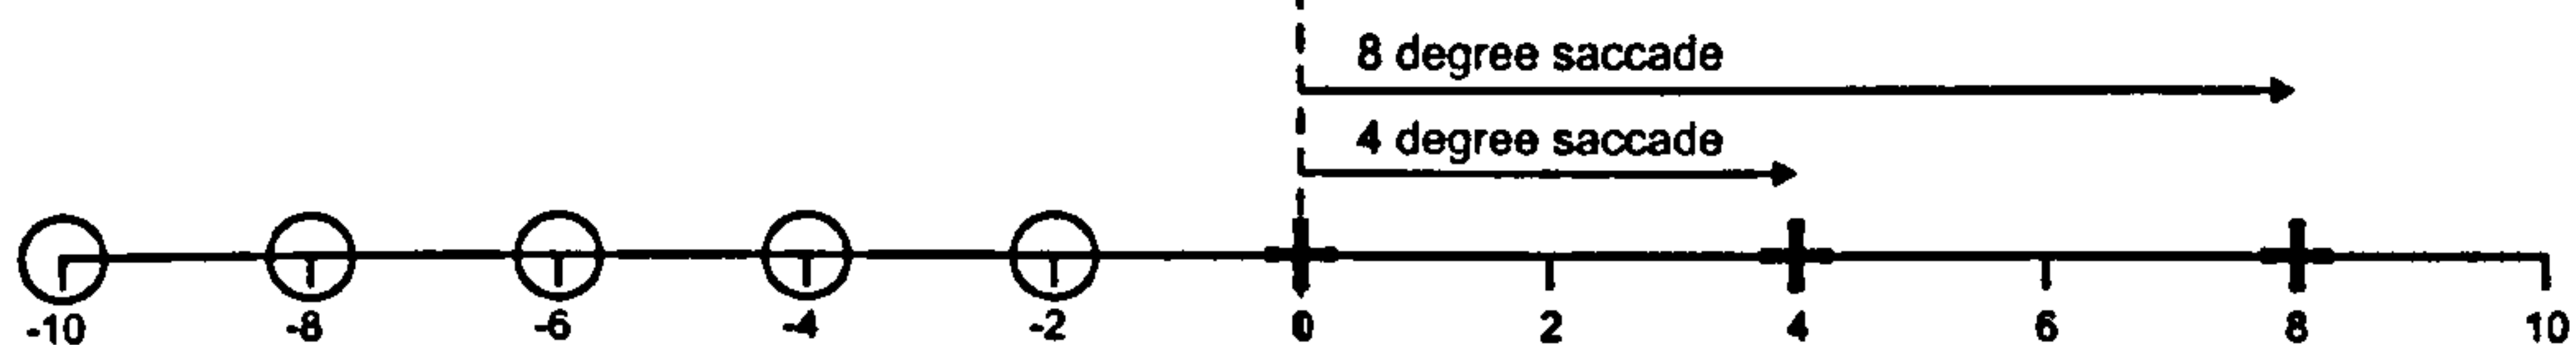 8 degree saccade
4 degree saccade
-10 -8 -6 -4 -2 0 2 4 6 8 10